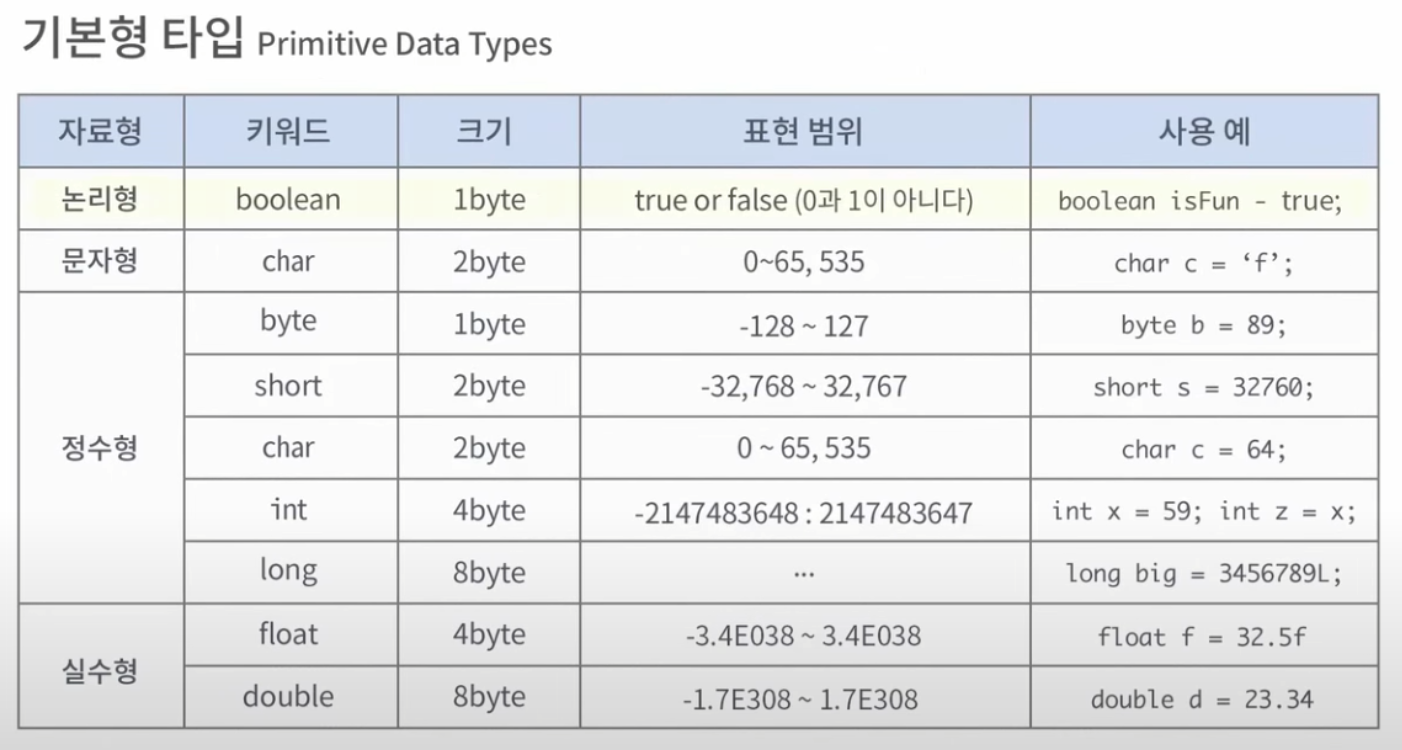 기본형 타입 Primitive Data Types
자료형 키워드 크기 표현 범위 사용 예
논리형 boolean 1byte true or false (0과 1이 아니다) boolean isFun - true;
문자형 char 2byte 0~65, 535 char c = ‘f’;
정수형
byte 1byte -128 ~ 127 byte b = 89;
short 2byte -32,768 ~ 32,767 short s = 32760;
char 2byte 0 ~ 65, 535 char c = 64;
int 4byte -2147483648 : 2147483647 int x = 59; int z = x;
long 8byte ... long big = 3456789L;
실수형
float 4byte -3.4E038 ~ 3.4E038 float f = 32.5f
double 8byte -1.7E308 ~ 1.7E308 double d = 23.34